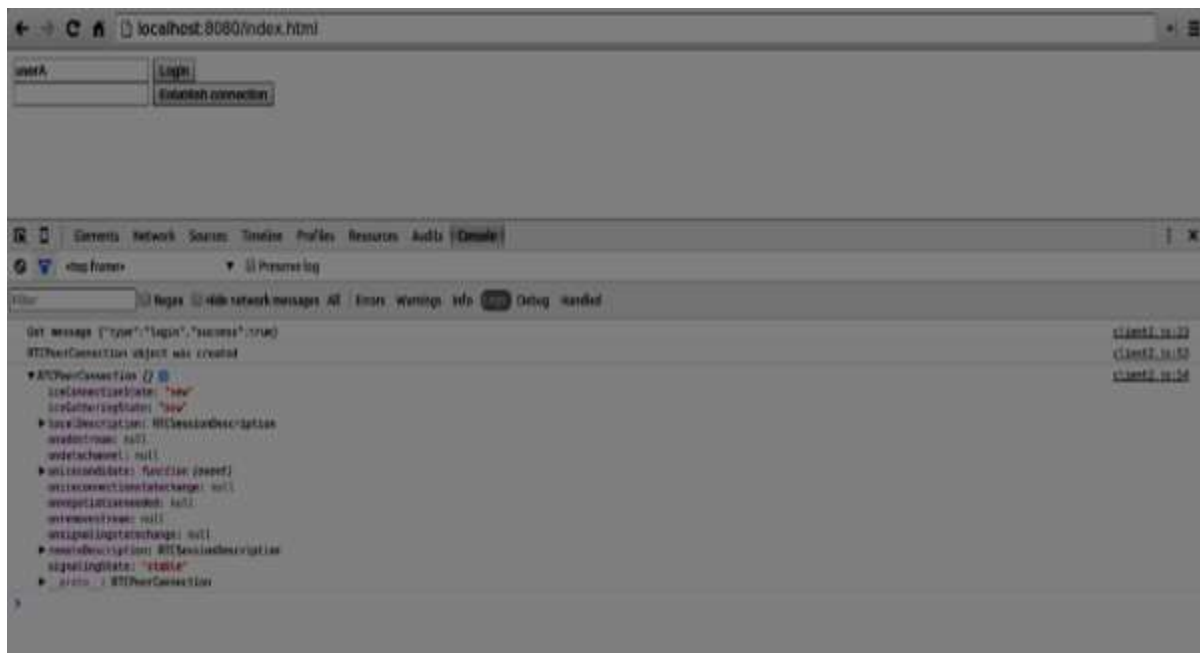 localhost:8080/index.html
userA Login
Establish connection
Elements Network Sources Timeline Profiles Resources Audits Console
<top frame> Preserve log
Filter Regex Hide network messages All Errors Warnings Info Logs Debug Handled
Got message {"type":"login","success":true} client2.js:23
RTCPeerConnection object was created client2.js:53
RTCPeerConnection {} client2.js:54
iceConnectionState: "new"
iceGatheringState: "new"
localDescription: RTCSessionDescription
onaddstream: null
ondatachannel: null
onicecandidate: function (event)
oniceconnectionstatechange: null
onnegotiationneeded: null
onremovestream: null
onsignalingstatechange: null
remoteDescription: RTCSessionDescription
signalingState: "stable"
__proto__: RTCPeerConnection